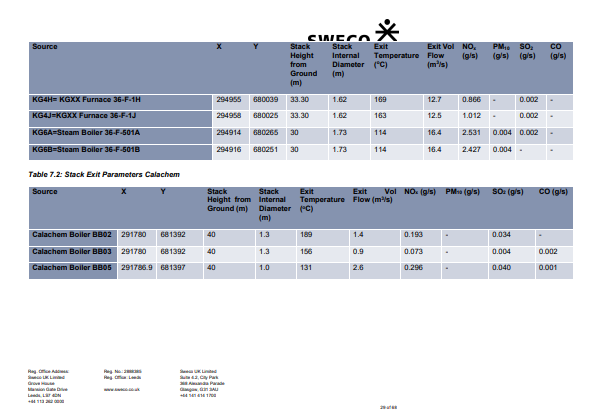 SWECO
Source X Y Stack Height from Ground (m) Stack Internal Diameter (m) Exit Temperature (°C) Exit Vol Flow (m³/s) NOₓ (g/s) PM₁₀ (g/s) SO₂ (g/s) CO (g/s)
KG4H= KGXX Furnace 36-F-1H 294955 680039 33.30 1.62 169 12.7 0.866 - 0.002 -
KG4J=KGXX Furnace 36-F-1J 294958 680025 33.30 1.62 163 12.5 1.012 - 0.002 -
KG6A=Steam Boiler 36-F-501A 294914 680265 30 1.73 114 16.4 2.531 0.004 0.002 -
KG6B=Steam Boiler 36-F-501B 294916 680251 30 1.73 114 16.4 2.427 0.004 - -
Table 7.2: Stack Exit Parameters Calachem
Source X Y Stack Height from Ground (m) Stack Internal Diameter (m) Exit Temperature (°C) Exit Vol Flow (m³/s) NOₓ (g/s) PM₁₀ (g/s) SO₂ (g/s) CO (g/s)
Calachem Boiler BB02 291780 681392 40 1.3 189 1.4 0.193 - 0.034 -
Calachem Boiler BB03 291780 681392 40 1.3 156 0.9 0.073 - 0.004 0.002
Calachem Boiler BB05 291786.9 681397 40 1.0 131 2.6 0.296 - 0.040 0.001
Reg. Office Address: Reg. No.: 2888385 Sweco UK Limited
Sweco UK Limited Reg. Office: Leeds Suite 4.2, City Park
Grove House 368 Alexandra Parade
Mansion Gate Drive www.sweco.co.uk Glasgow, G31 3AU
Leeds, LS7 4DN +44 141 414 1700
+44 113 262 0000
29 of 68